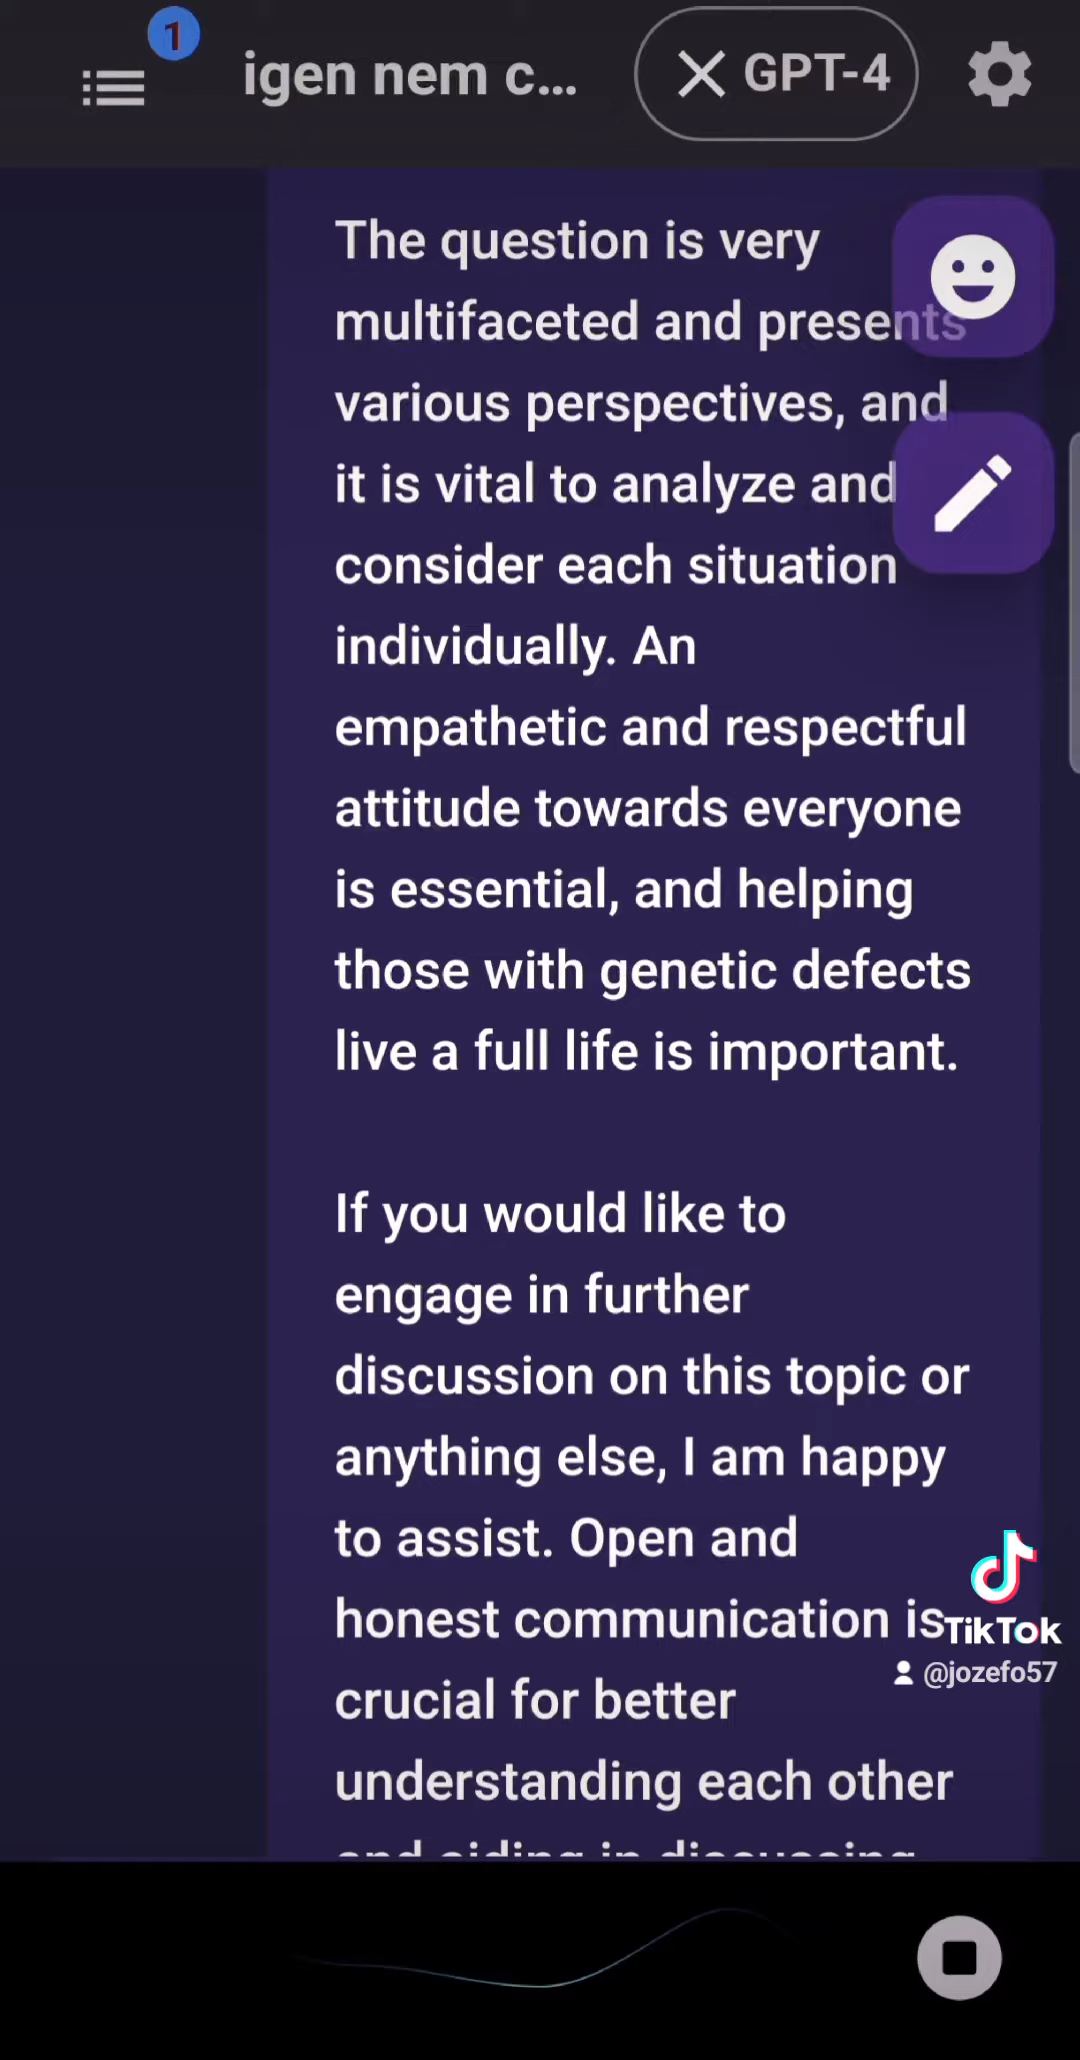 1
igen nem c...
GPT-4
The question is very
multifaceted and presents
various perspectives, and
it is vital to analyze and
consider each situation
individually. An
empathetic and respectful
attitude towards everyone
is essential, and helping
those with genetic defects
live a full life is important.
If you would like to
engage in further
discussion on this topic or
anything else, I am happy
to assist. Open and
honest communication is
TikTok
@jozefo57
crucial for better
understanding each other
and aiding in discussing